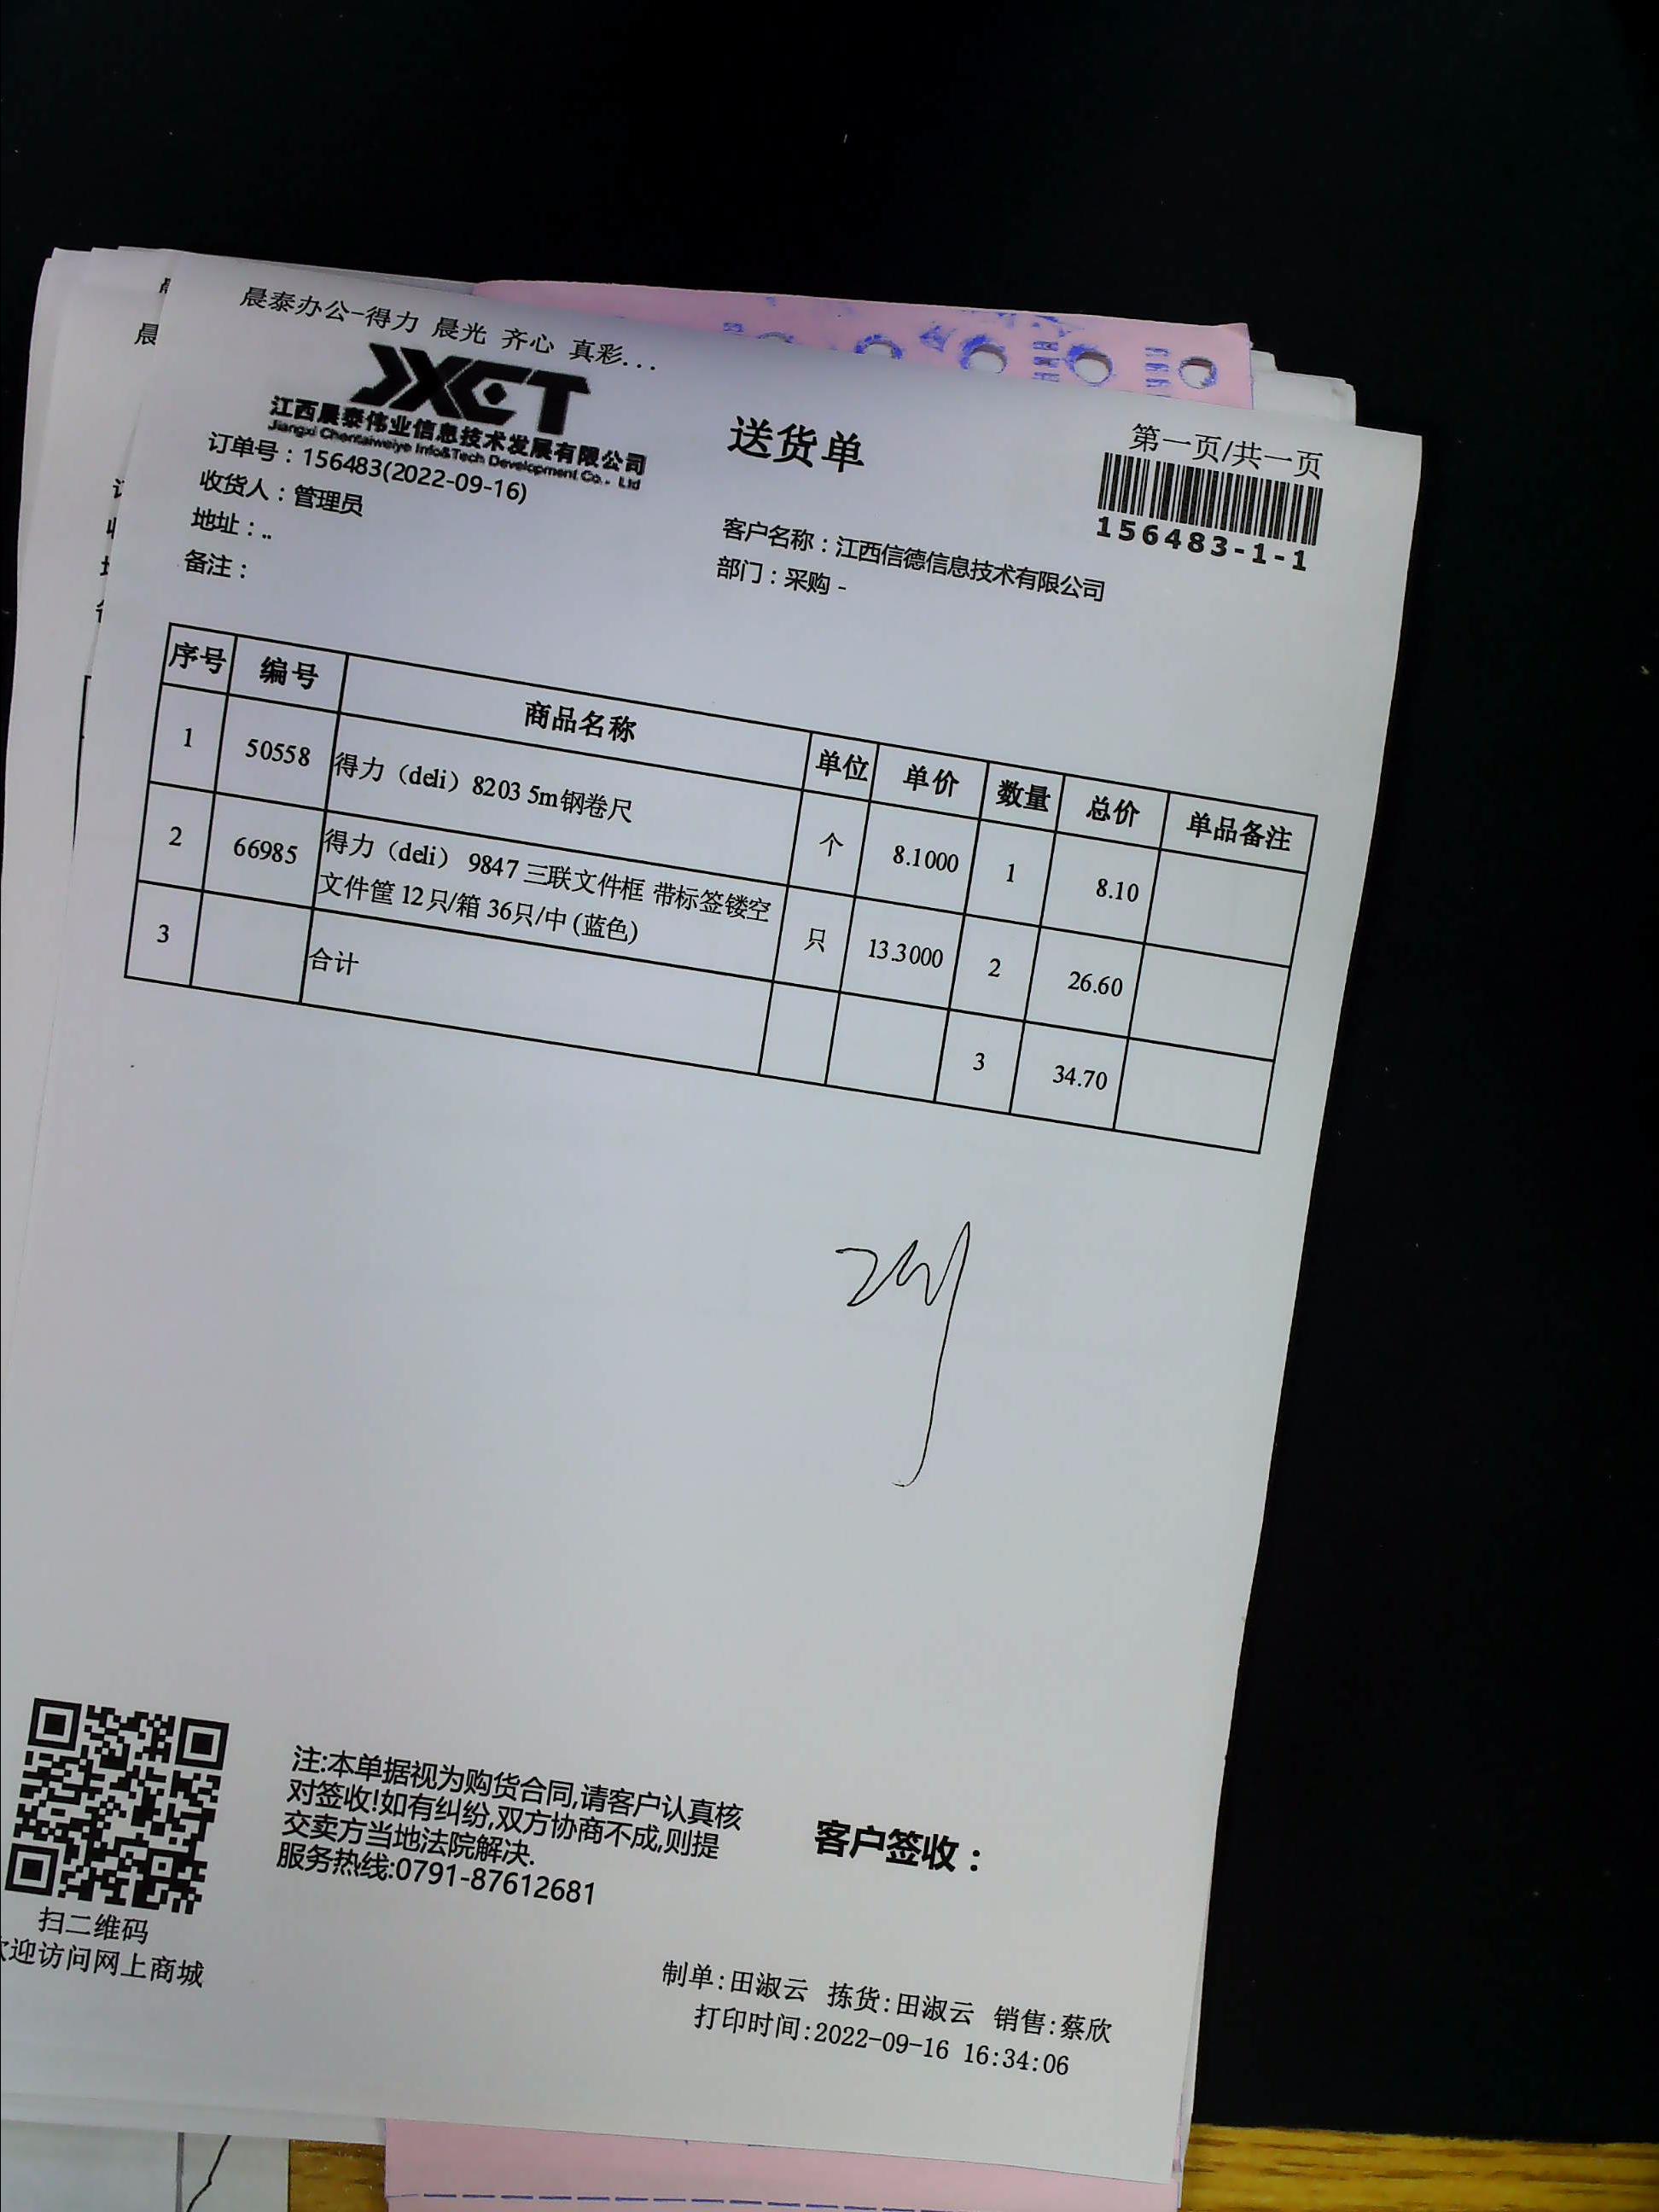 晨泰办公-得力 晨光 齐心 真彩...
JXCT
江西晨泰伟业信息技术发展有限公司
Jiangxi Chentaiweiye Info&Tech Development Co., Ltd
送货单
第一页/共一页
156483-1-1
订单号：156483(2022-09-16)
收货人：管理员
客户名称：江西信德信息技术有限公司
地址：..
部门：采购 -
备注：
序号 编号 商品名称 单位 单价 数量 总价 单品备注
1 50558 得力（deli）8203 5m钢卷尺 个 8.1000 1 8.10
2 66985 得力（deli） 9847 三联文件框 带标签镂空 只 13.3000 2 26.60
文件筐 12只/箱 36只/中 (蓝色)
3 合计 3 34.70
注:本单据视为购货合同,请客户认真核
对签收!如有纠纷,双方协商不成,则提
交卖方当地法院解决.
服务热线:0791-87612681
客户签收：
扫二维码
迎访问网上商城
制单:田淑云 拣货:田淑云 销售:蔡欣
打印时间:2022-09-16 16:34:06